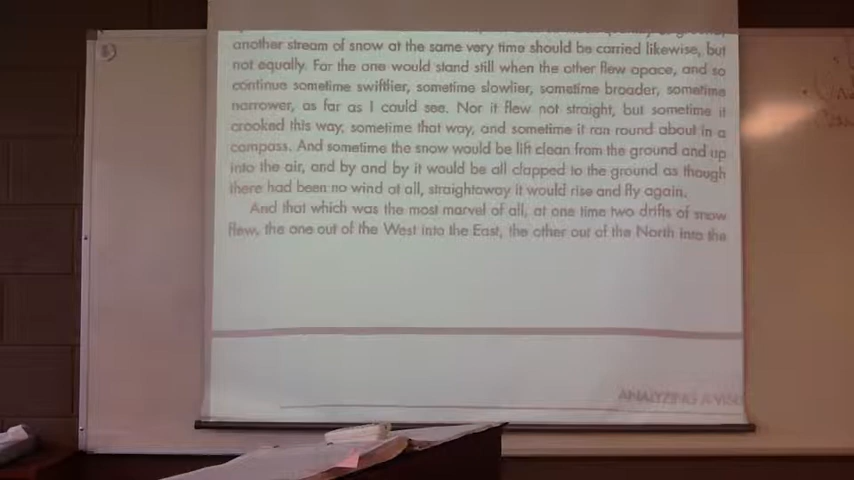 another stream of snow at the same very time should be carried likewise, but
not equally. For the one would stand still when the other flew apace, and so
continue sometime swiftlier, sometime slowlier, sometime broader, sometime
narrower, as far as I could see. Nor it flew not straight, but sometime it
crooked this way, sometime that way, and sometime it ran round about in a
compass. And sometime the snow would be lift clean from the ground and up
into the air, and by and by it would be all clapped to the ground as though
there had been no wind at all, straightaway it would rise and fly again.
And that which was the most marvel of all, at one time two drifts of snow
flew, the one out of the West into the East, the other out of the North into the
ANALYZING A